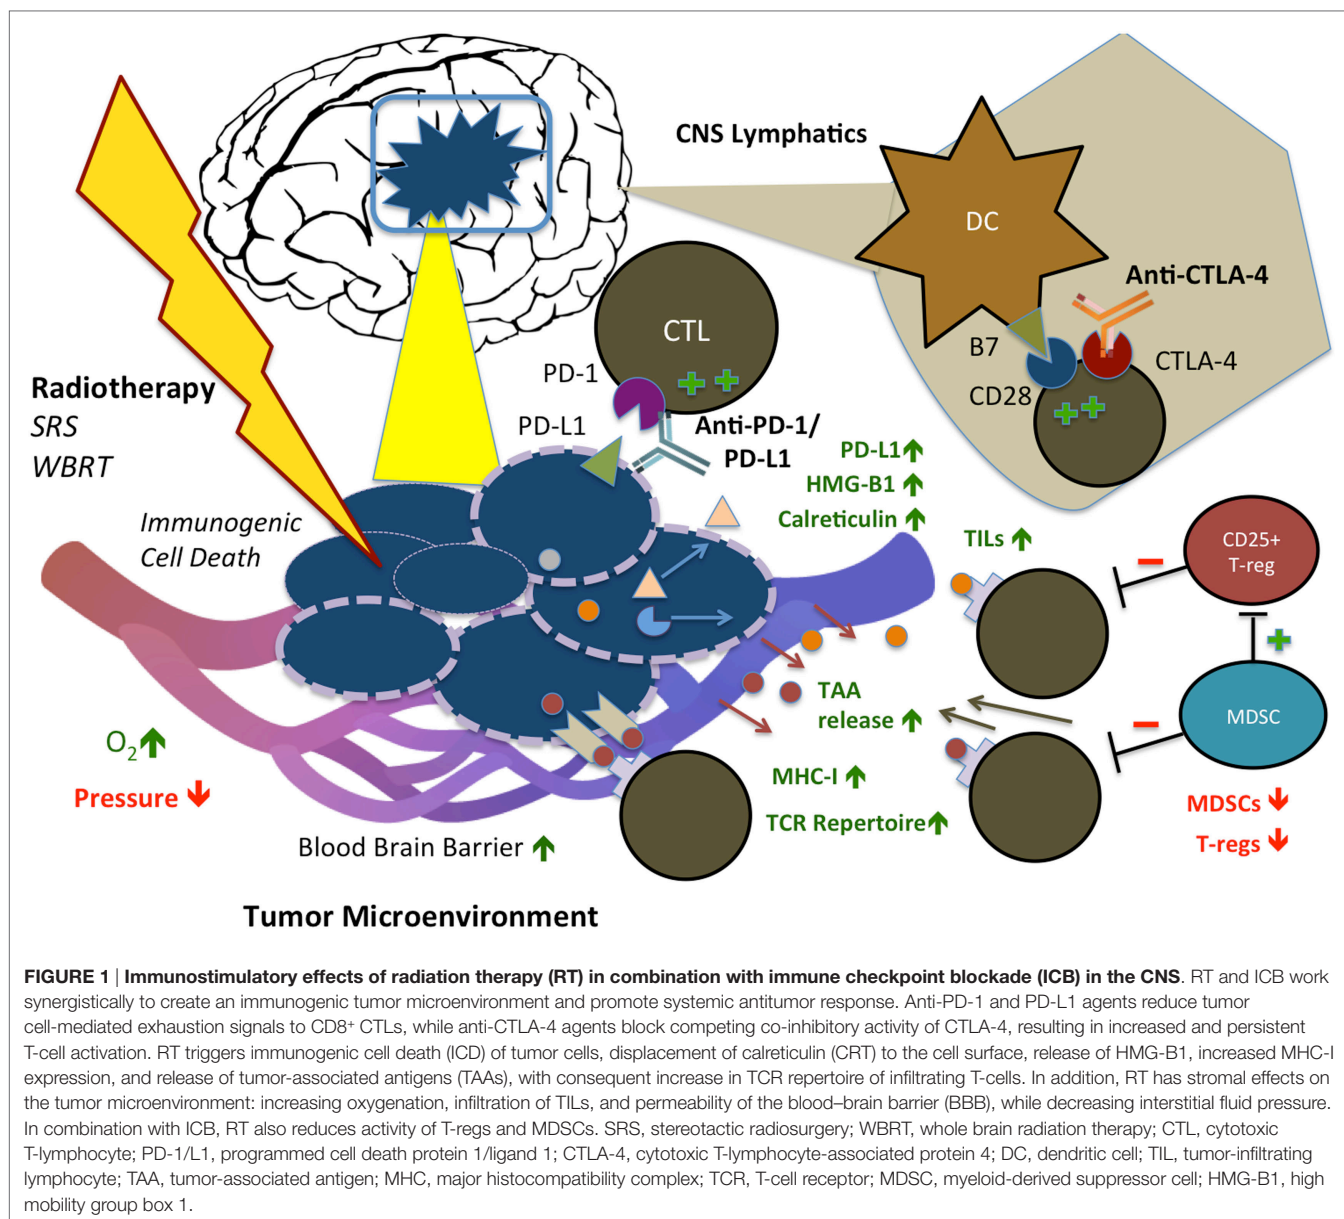 CNS Lymphatics
DC
Anti-CTLA-4
B7
CD28
CTLA-4
CTL
PD-1
PD-L1
Anti-PD-1/
PD-L1
Radiotherapy
SRS
WBRT
Immunogenic
Cell Death
PD-L1
HMG-B1
Calreticulin
TILs
CD25+
T-reg
MDSC
TAA
release
MHC-I
TCR Repertoire
MDSCs
T-regs
O₂
Pressure
Blood Brain Barrier
Tumor Microenvironment
FIGURE 1 | Immunostimulatory effects of radiation therapy (RT) in combination with immune checkpoint blockade (ICB) in the CNS. RT and ICB work
synergistically to create an immunogenic tumor microenvironment and promote systemic antitumor response. Anti-PD-1 and PD-L1 agents reduce tumor
cell-mediated exhaustion signals to CD8⁺ CTLs, while anti-CTLA-4 agents block competing co-inhibitory activity of CTLA-4, resulting in increased and persistent
T-cell activation. RT triggers immunogenic cell death (ICD) of tumor cells, displacement of calreticulin (CRT) to the cell surface, release of HMG-B1, increased MHC-I
expression, and release of tumor-associated antigens (TAAs), with consequent increase in TCR repertoire of infiltrating T-cells. In addition, RT has stromal effects on
the tumor microenvironment: increasing oxygenation, infiltration of TILs, and permeability of the blood–brain barrier (BBB), while decreasing interstitial fluid pressure.
In combination with ICB, RT also reduces activity of T-regs and MDSCs. SRS, stereotactic radiosurgery; WBRT, whole brain radiation therapy; CTL, cytotoxic
T-lymphocyte; PD-1/L1, programmed cell death protein 1/ligand 1; CTLA-4, cytotoxic T-lymphocyte-associated protein 4; DC, dendritic cell; TIL, tumor-infiltrating
lymphocyte; TAA, tumor-associated antigen; MHC, major histocompatibility complex; TCR, T-cell receptor; MDSC, myeloid-derived suppressor cell; HMG-B1, high
mobility group box 1.